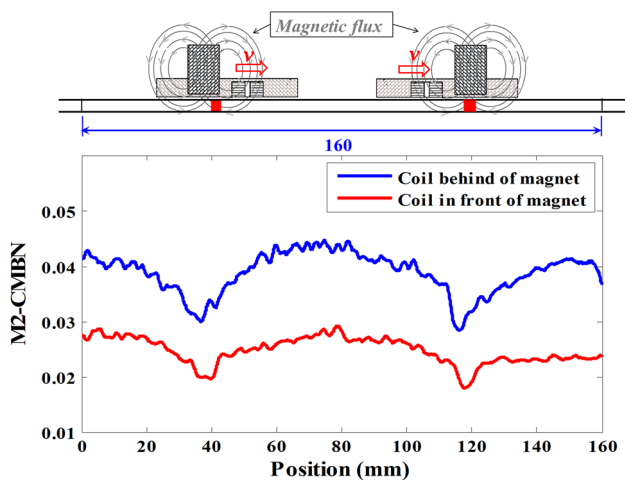 Magnetic flux
v
v
160
Coil behind of magnet
Coil in front of magnet
M2-CMBN
0.05
0.04
0.03
0.02
0.01
0 20 40 60 80 100 120 140 160
Position (mm)